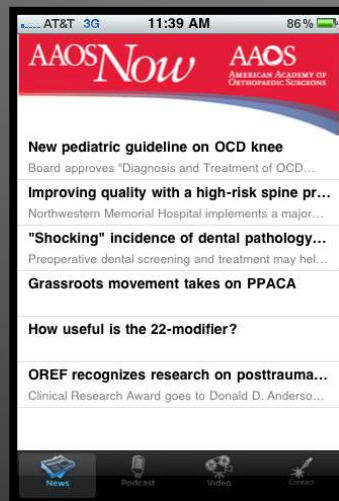 AT&T 3G 11:39 AM 86%
AAOS Now AAOS
AMERICAN ACADEMY OF
ORTHOPAEDIC SURGEONS
New pediatric guideline on OCD knee
Board approves "Diagnosis and Treatment of OCD...
Improving quality with a high-risk spine pr...
Northwestern Memorial Hospital implements a major...
"Shocking" incidence of dental pathology...
Preoperative dental screening and treatment may hel...
Grassroots movement takes on PPACA
How useful is the 22-modifier?
OREF recognizes research on posttrauma...
Clinical Research Award goes to Donald D. Anderso...
News Podcast Video Contact